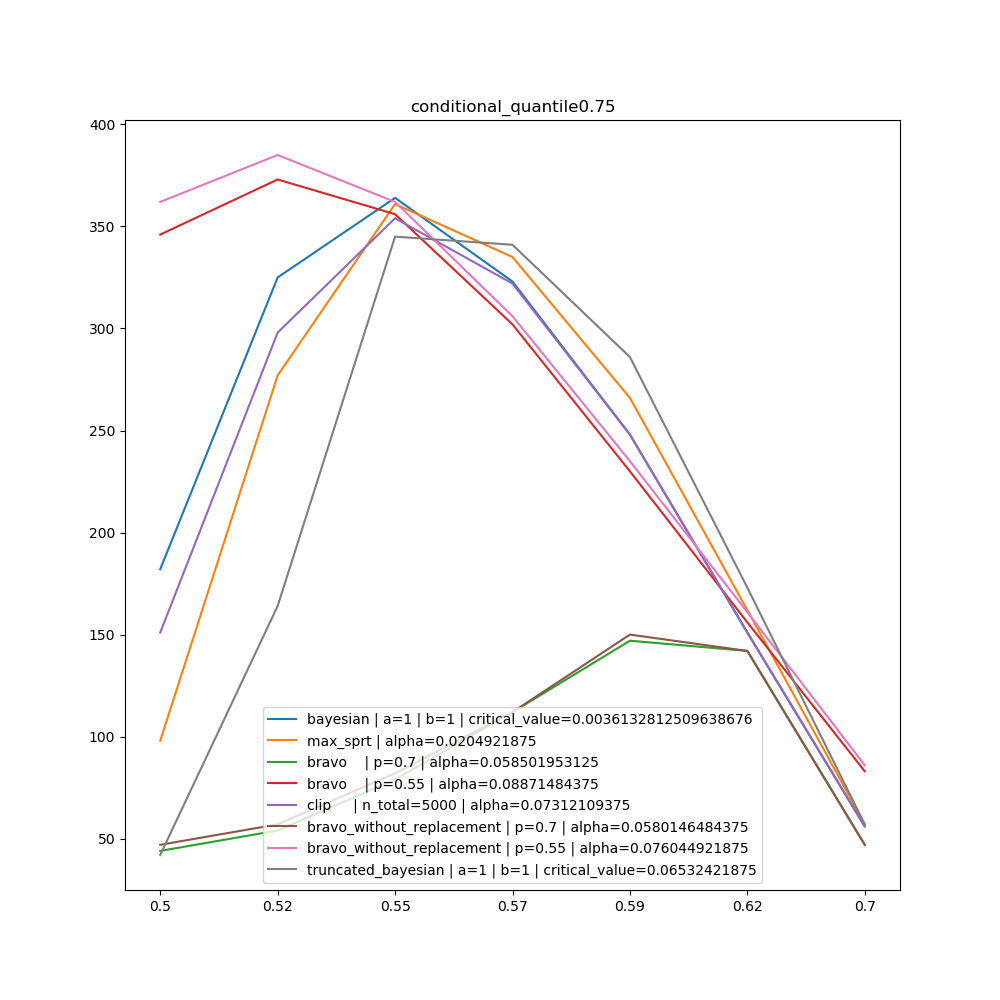 conditional_quantile0.75
400
350
300
250
200
150
100
50
bayesian | a=1 | b=1 | critical_value=0.0036132812509638676
max_sprt | alpha=0.0204921875
bravo | p=0.7 | alpha=0.058501953125
bravo | p=0.55 | alpha=0.08871484375
clip | n_total=5000 | alpha=0.07312109375
bravo_without_replacement | p=0.7 | alpha=0.0580146484375
bravo_without_replacement | p=0.55 | alpha=0.076044921875
truncated_bayesian | a=1 | b=1 | critical_value=0.06532421875
0.5 0.52 0.55 0.57 0.59 0.62 0.7